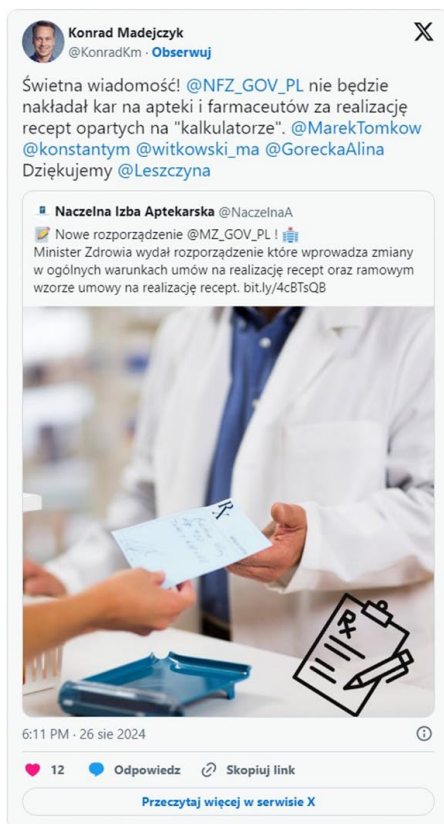 Konrad Madejczyk
@KonradKm · Obserwuj
Świetna wiadomość! @NFZ_GOV_PL nie będzie
nakładał kar na apteki i farmaceutów za realizację
recept opartych na "kalkulatorze". @MarekTomkow
@konstantym @witkowski_ma @GoreckaAlina
Dziękujemy @Leszczyna
Naczelna Izba Aptekarska @NaczelnaA
📝 Nowe rozporządzenie @MZ_GOV_PL ! 🏥
Minister Zdrowia wydał rozporządzenie które wprowadza zmiany
w ogólnych warunkach umów na realizację recept oraz ramowym
wzorze umowy na realizację recept. bit.ly/4cBTsQB
Rx
Rx
6:11 PM · 26 sie 2024
12 Odpowiedz Skopiuj link
Przeczytaj więcej w serwisie X